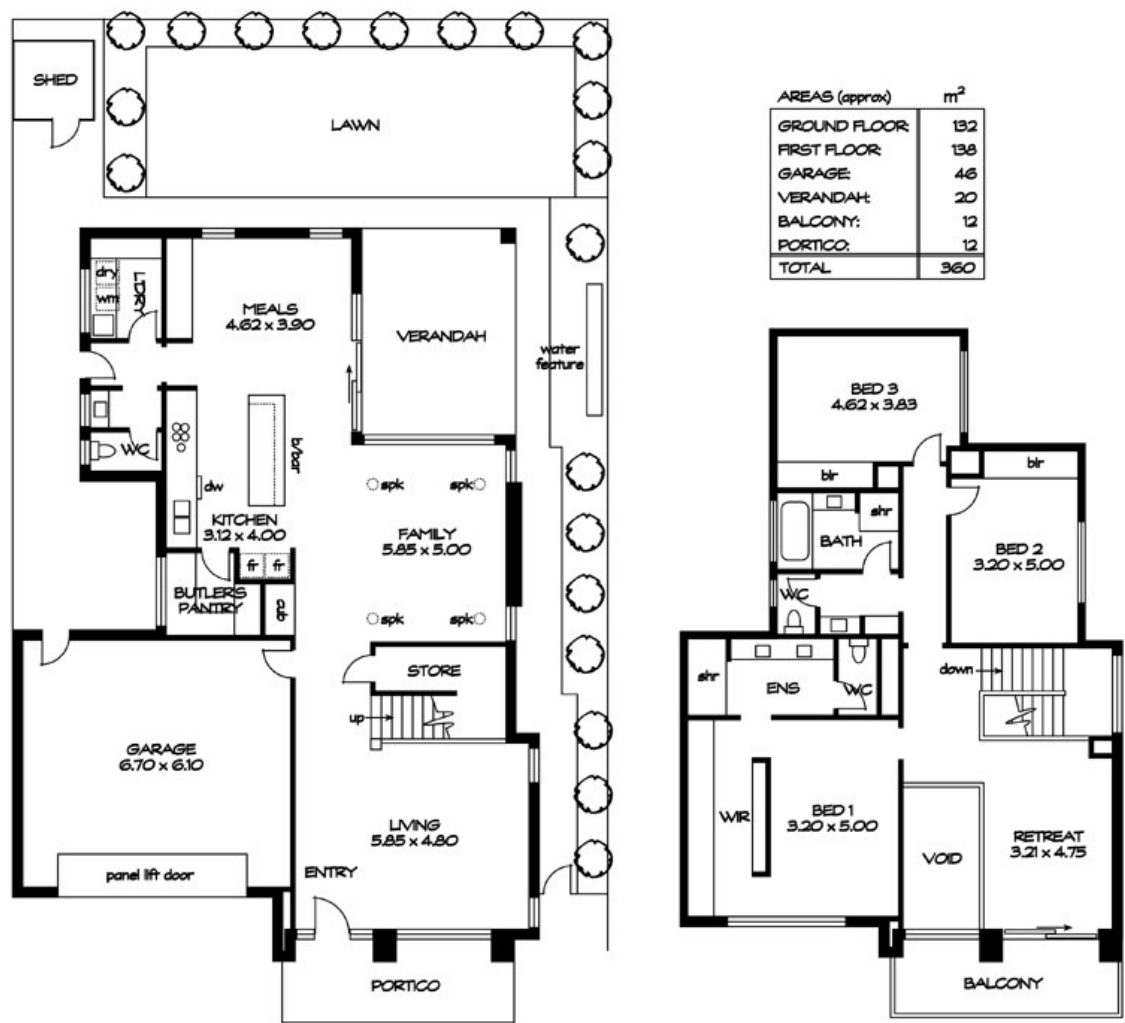 SHED
LAWN
dry
wm
L'DRY
MEALS
4.62 x 3.90
VERANDAH
water
feature
WC
b/bar
dw
KITCHEN
3.12 x 4.00
spk
spk
FAMILY
5.85 x 5.00
fr
fr
BUTLERS
PANTRY
cub
spk
spk
STORE
up
GARAGE
6.70 x 6.10
LIVING
5.85 x 4.80
ENTRY
panel lift door
PORTICO
AREAS (approx) m²
GROUND FLOOR: 132
FIRST FLOOR: 138
GARAGE: 46
VERANDAH: 20
BALCONY: 12
PORTICO: 12
TOTAL 360
BED 3
4.62 x 3.83
bir
bir
shr
BATH
BED 2
3.20 x 5.00
WC
shr
ENS
WC
down
WIR
BED 1
3.20 x 5.00
VOID
RETREAT
3.21 x 4.75
BALCONY